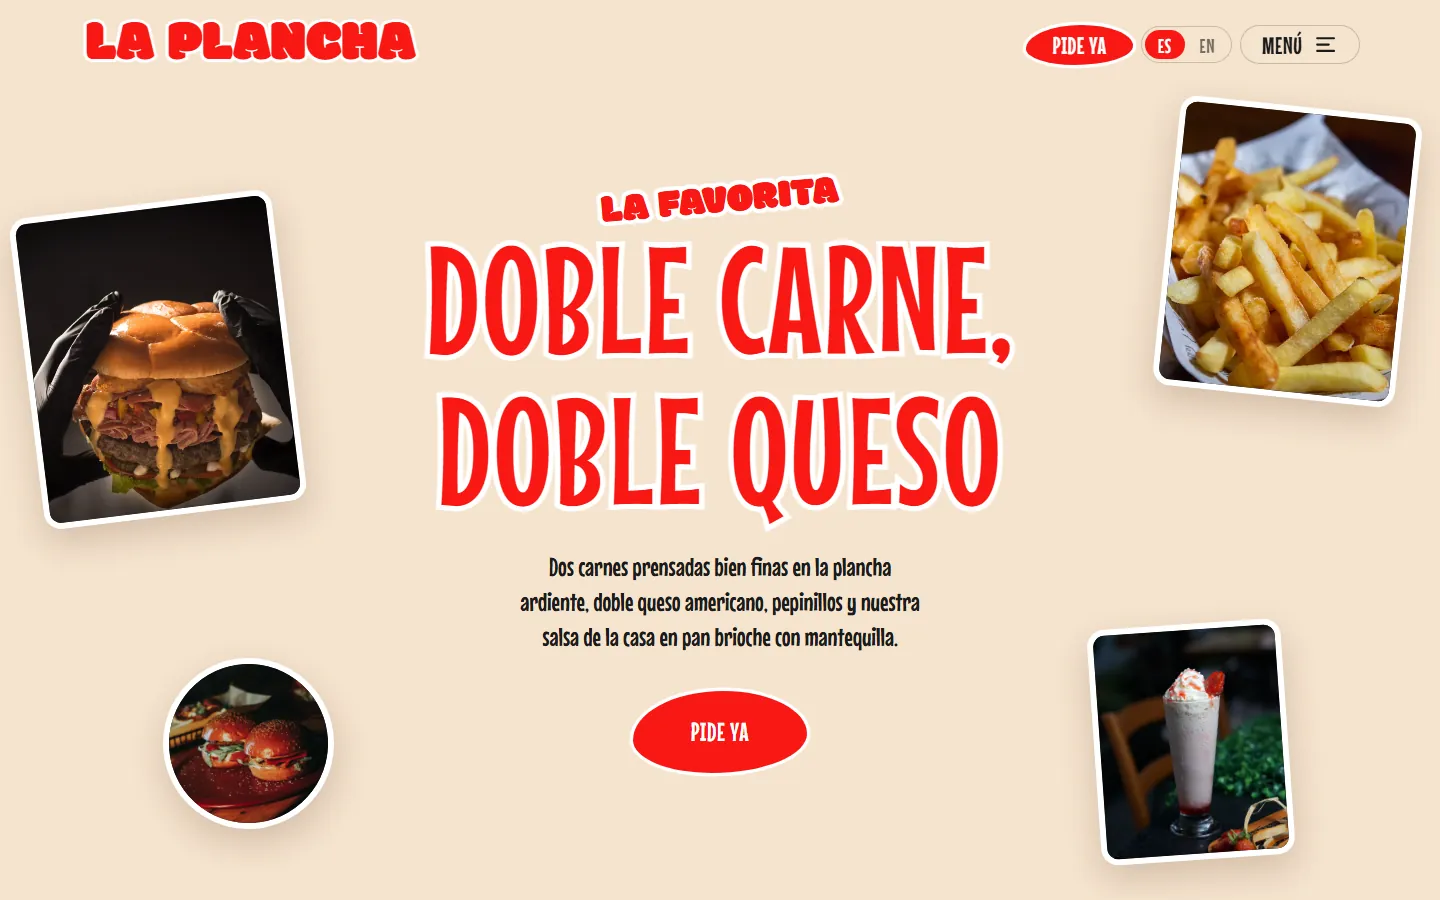 LA PLANCHA
PIDE YA
ES
EN
MENÚ
LA FAVORITA
DOBLE CARNE,
DOBLE QUESO
Dos carnes prensadas bien finas en la plancha
ardiente, doble queso americano, pepinillos y nuestra
salsa de la casa en pan brioche con mantequilla.
PIDE YA